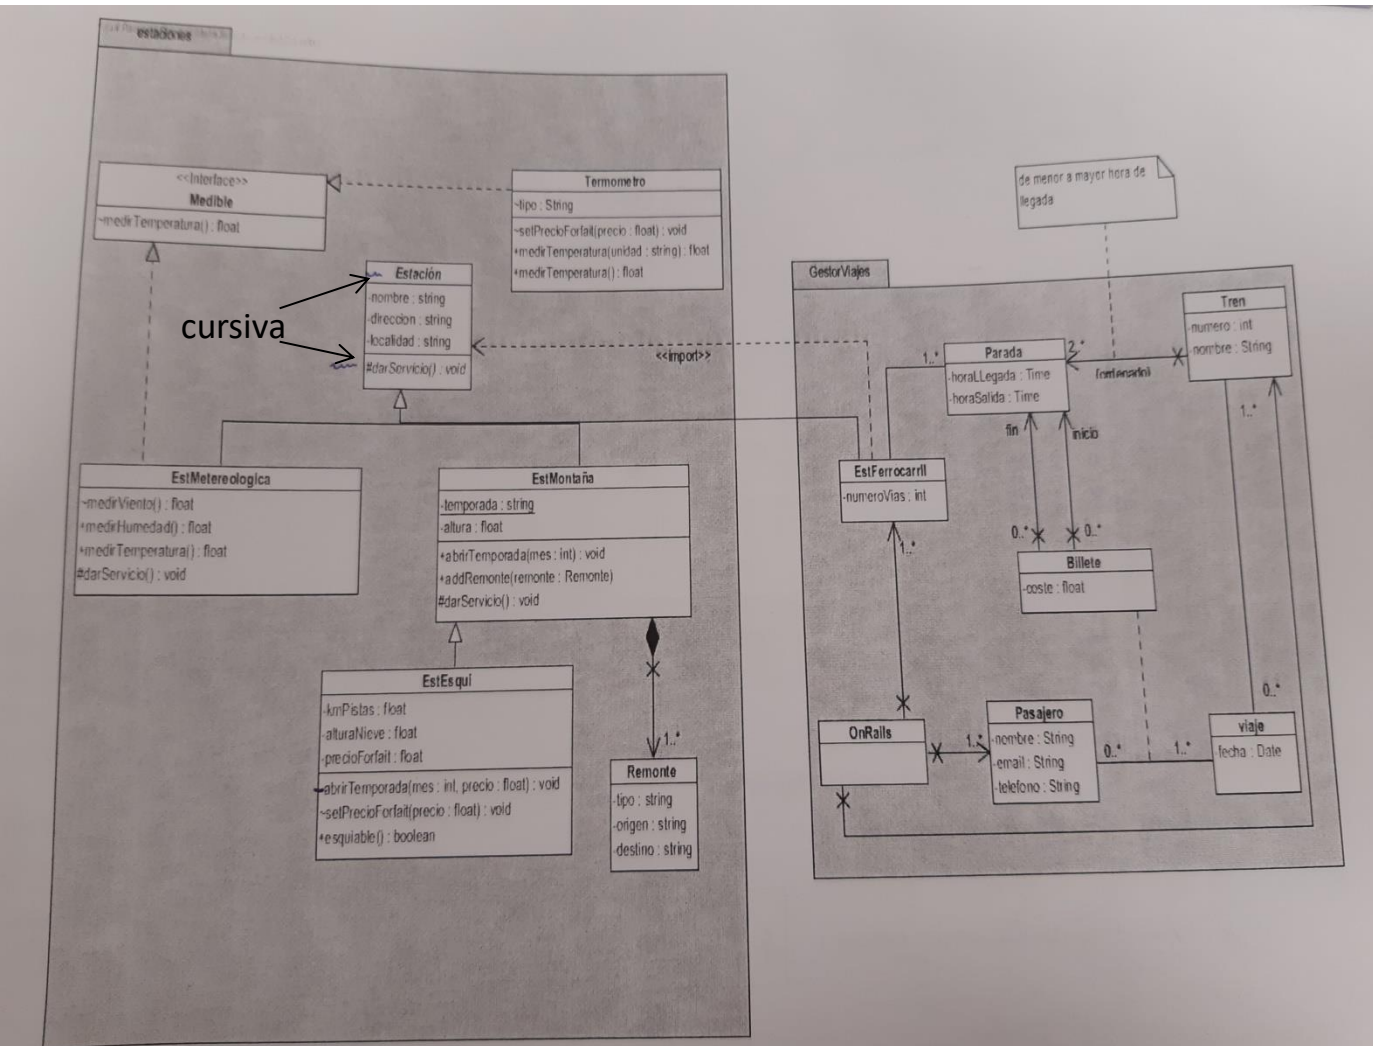 estaciones
<<Interface>>
Medible
~medirTemperatura() : float
Termometro
~tipo : String
~setPrecioForfait(precio : float) : void
+medirTemperatura(unidad : string) : float
+medirTemperatura() : float
cursiva
Estación
-nombre : string
-direccion : string
-localidad : string
#darServicio() : void
<<import>>
EstMetereologica
~medirViento() : float
+medirHumedad() : float
+medirTemperatura() : float
#darServicio() : void
EstMontaña
-temporada : string
-altura : float
+abrirTemporada(mes : int) : void
+addRemonte(remonte : Remonte)
#darServicio() : void
EstEsqui
-kmPistas : float
-alturaNieve : float
-precioForfait : float
-abrirTemporada(mes : int, precio : float) : void
~setPrecioForfait(precio : float) : void
+esquiable() : boolean
1..*
Remonte
-tipo : string
-origen : string
-destino : string
de menor a mayor hora de
llegada
GestorViajes
Tren
-numero : int
-nombre : String
1..*
Parada
-horaLLegada : Time
-horaSalida : Time
2..*
{ordenado}
1..*
fin
inicio
EstFerrocarril
-numeroVias : int
1..*
0..*
0..*
Billete
-coste : float
OnRails
1..*
Pasajero
-nombre : String
-email : String
-telefono : String
0..*
1..*
0..*
viaje
-fecha : Date